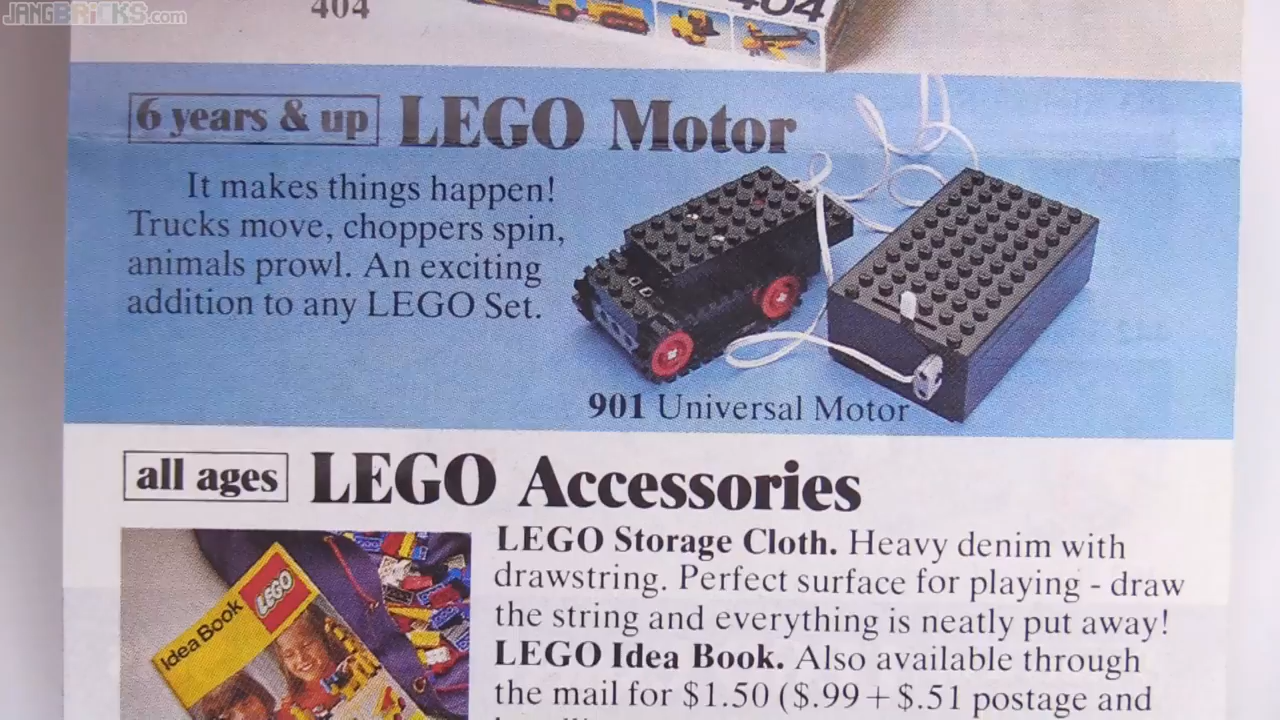 JANGBRiCKS.com
404
404
6 years & up LEGO Motor
It makes things happen!
Trucks move, choppers spin,
animals prowl. An exciting
addition to any LEGO Set.
901 Universal Motor
all ages LEGO Accessories
LEGO Storage Cloth. Heavy denim with
drawstring. Perfect surface for playing - draw
the string and everything is neatly put away!
LEGO Idea Book. Also available through
the mail for $1.50 ($.99 + $.51 postage and
Idea Book LEGO